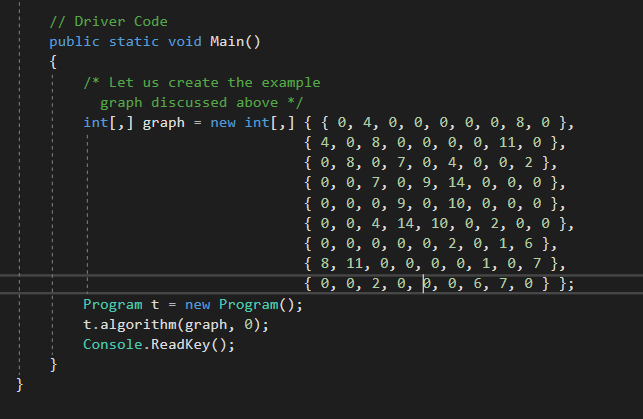 // Driver Code
public static void Main()
{
/* Let us create the example
graph discussed above */
int[,] graph = new int[,] { { 0, 4, 0, 0, 0, 0, 0, 8, 0 },
{ 4, 0, 8, 0, 0, 0, 0, 11, 0 },
{ 0, 8, 0, 7, 0, 4, 0, 0, 2 },
{ 0, 0, 7, 0, 9, 14, 0, 0, 0 },
{ 0, 0, 0, 9, 0, 10, 0, 0, 0 },
{ 0, 0, 4, 14, 10, 0, 2, 0, 0 },
{ 0, 0, 0, 0, 0, 2, 0, 1, 6 },
{ 8, 11, 0, 0, 0, 0, 1, 0, 7 },
{ 0, 0, 2, 0, 0, 0, 6, 7, 0 } };
Program t = new Program();
t.algorithm(graph, 0);
Console.ReadKey();
}
}